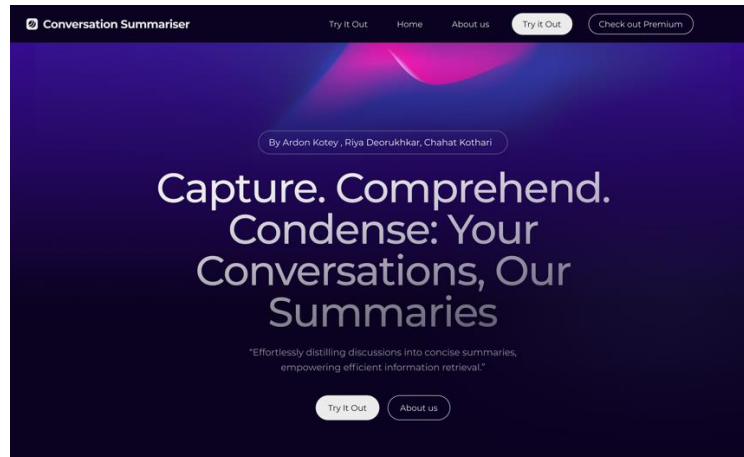 Conversation Summariser
Try It Out
Home
About us
Try it Out
Check out Premium
By Ardon Kotey , Riya Deorukhkar, Chahat Kothari
Capture. Comprehend.
Condense: Your
Conversations, Our
Summaries
“Effortlessly distilling discussions into concise summaries,
empowering efficient information retrieval.”
Try It Out
About us